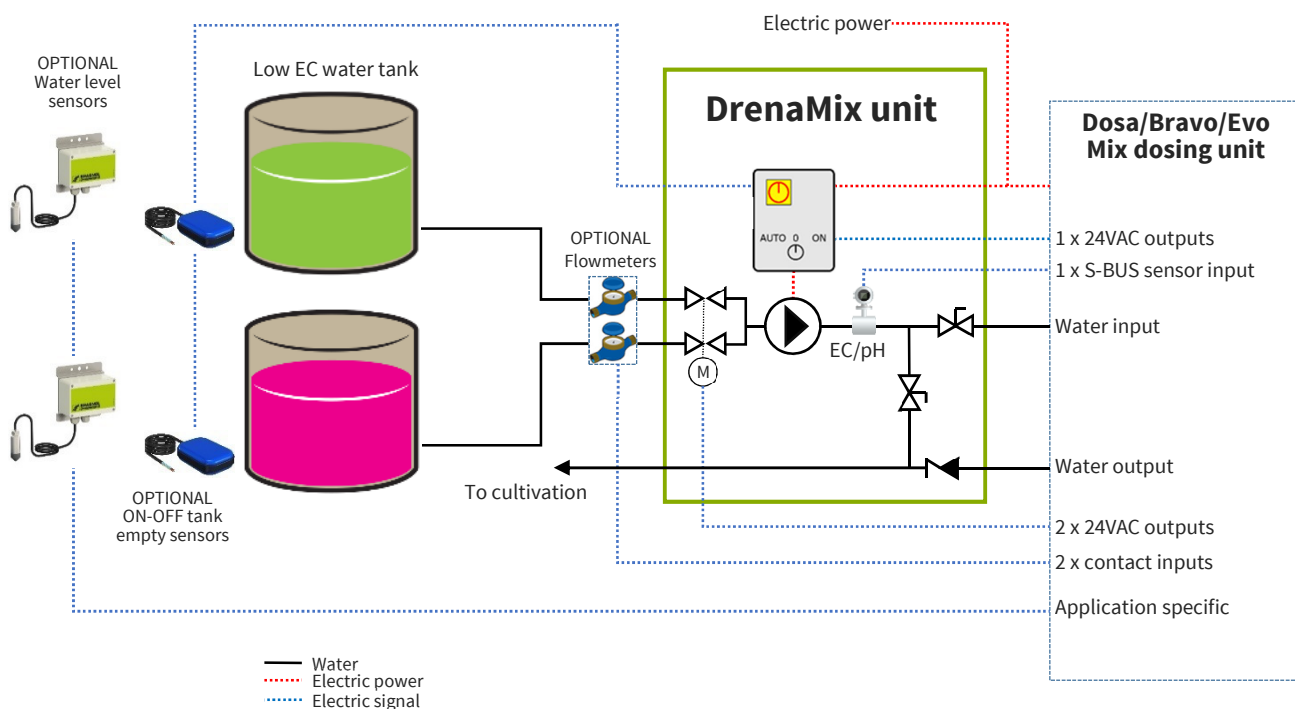 Electric power
OPTIONAL
Water level
sensors
Low EC water tank
DrenaMix unit
Dosa/Bravo/Evo
Mix dosing unit
AUTO 0 ON
OPTIONAL
Flowmeters
1 x 24VAC outputs
1 x S-BUS sensor input
Water input
EC/pH
M
Water output
To cultivation
OPTIONAL
ON-OFF tank
empty sensors
2 x 24VAC outputs
2 x contact inputs
Application specific
Water
Electric power
Electric signal